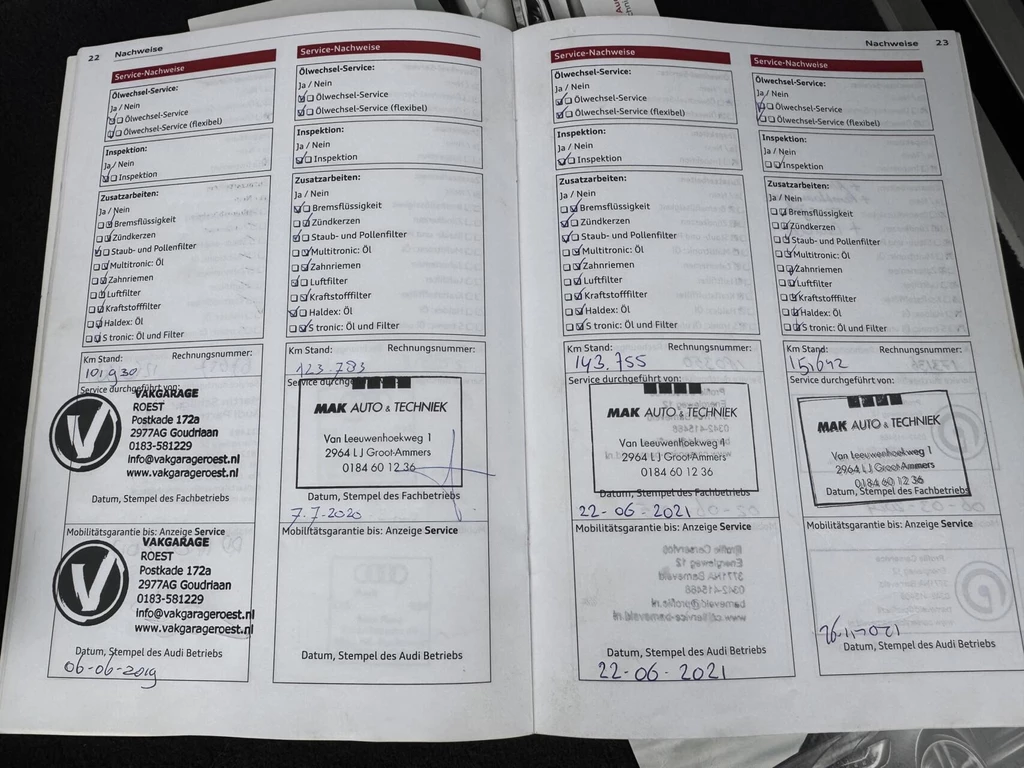 22 Nachweise
Service-Nachweise
Ölwechsel-Service:
Ja / Nein
Ölwechsel-Service
Ölwechsel-Service (flexibel)
Inspektion:
Ja / Nein
Inspektion
Zusatzarbeiten:
Ja / Nein
Bremsflüssigkeit
Zündkerzen
Staub- und Pollenfilter
Multitronic: Öl
Zahnriemen
Luftfilter
Kraftstofffilter
Haldex: Öl
S tronic: Öl und Filter
Km Stand: Rechnungsnummer:
101930
Service durchgeführt von:
VAKGARAGE
ROEST
Postkade 172a
2977AG Goudriaan
0183-581229
info@vakgarageroest.nl
www.vakgarageroest.nl
Datum, Stempel des Fachbetriebs
Mobilitätsgarantie bis: Anzeige Service
VAKGARAGE
ROEST
Postkade 172a
2977AG Goudriaan
0183-581229
info@vakgarageroest.nl
www.vakgarageroest.nl
Datum, Stempel des Audi Betriebs
06-06-2019
Service-Nachweise
Ölwechsel-Service:
Ja / Nein
Ölwechsel-Service
Ölwechsel-Service (flexibel)
Inspektion:
Ja / Nein
Inspektion
Zusatzarbeiten:
Ja / Nein
Bremsflüssigkeit
Zündkerzen
Staub- und Pollenfilter
Multitronic: Öl
Zahnriemen
Luftfilter
Kraftstofffilter
Haldex: Öl
S tronic: Öl und Filter
Km Stand: Rechnungsnummer:
123.783
Service durchg
MAK AUTO & TECHNIEK
Van Leeuwenhoekweg 1
2964 LJ Groot-Ammers
0184 60 12 36
Datum, Stempel des Fachbetriebs
7.7.2020
Mobilitätsgarantie bis: Anzeige Service
Datum, Stempel des Audi Betriebs
Nachweise 23
Service-Nachweise
Ölwechsel-Service:
Ja / Nein
Ölwechsel-Service
Ölwechsel-Service (flexibel)
Inspektion:
Ja / Nein
Inspektion
Zusatzarbeiten:
Ja / Nein
Bremsflüssigkeit
Zündkerzen
Staub- und Pollenfilter
Multitronic: Öl
Zahnriemen
Luftfilter
Kraftstofffilter
Haldex: Öl
S tronic: Öl und Filter
Km Stand: Rechnungsnummer:
143.755
Service durchgeführt von:
MAK AUTO & TECHNIEK
Van Leeuwenhoekweg 1
2964 LJ Groot-Ammers
0184 60 12 36
Datum, Stempel des Fachbetriebs
22-06-2021
Mobilitätsgarantie bis: Anzeige Service
Datum, Stempel des Audi Betriebs
22-06-2021
Service-Nachweise
Ölwechsel-Service:
Ja / Nein
Ölwechsel-Service
Ölwechsel-Service (flexibel)
Inspektion:
Ja / Nein
Inspektion
Zusatzarbeiten:
Ja / Nein
Bremsflüssigkeit
Zündkerzen
Staub- und Pollenfilter
Multitronic: Öl
Zahnriemen
Luftfilter
Kraftstofffilter
Haldex: Öl
S tronic: Öl und Filter
Km Stand: Rechnungsnummer:
Service durchgeführt von:
MAK AUTO & TECHNIEK
Van Leeuwenhoekweg 1
2964 LJ Groot-Ammers
0184 60 12 36
Datum, Stempel des Fachbetriebs
Mobilitätsgarantie bis: Anzeige Service
Datum, Stempel des Audi Betriebs